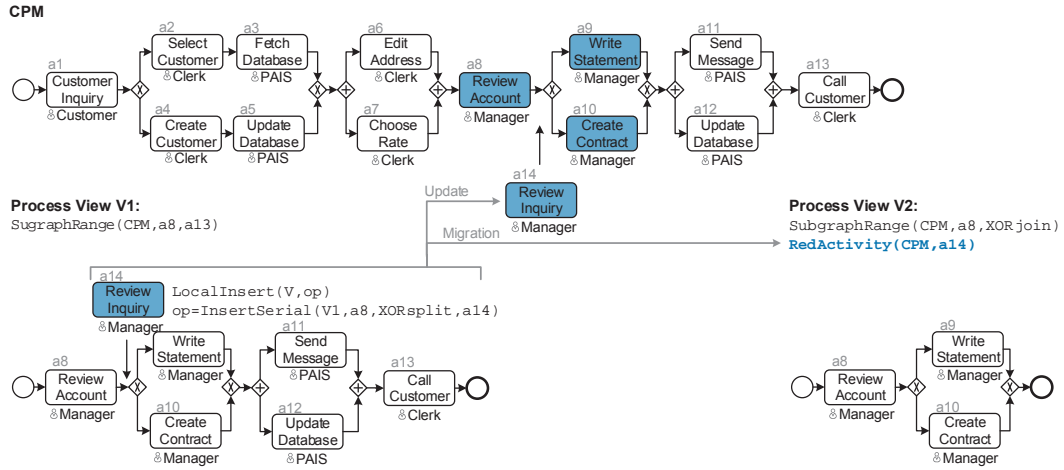 CPM
a1
Customer
Inquiry
Customer
a2
Select
Customer
Clerk
a3
Fetch
Database
PAIS
a4
Create
Customer
Clerk
a5
Update
Database
PAIS
a6
Edit
Address
Clerk
a7
Choose
Rate
Clerk
a8
Review
Account
Manager
a9
Write
Statement
Manager
a10
Create
Contract
Manager
a11
Send
Message
PAIS
a12
Update
Database
PAIS
a13
Call
Customer
Clerk
a14
Review
Inquiry
Manager
Update
Migration
Process View V1:
SugraphRange(CPM,a8,a13)
Process View V2:
SubgraphRange(CPM,a8,XORjoin)
RedActivity(CPM,a14)
a14
Review
Inquiry
Manager
LocalInsert(V,op)
op=InsertSerial(V1,a8,XORsplit,a14)
a8
Review
Account
Manager
Write
Statement
Manager
a10
Create
Contract
Manager
a11
Send
Message
PAIS
a12
Update
Database
PAIS
a13
Call
Customer
Clerk
a8
Review
Account
Manager
a9
Write
Statement
Manager
a10
Create
Contract
Manager